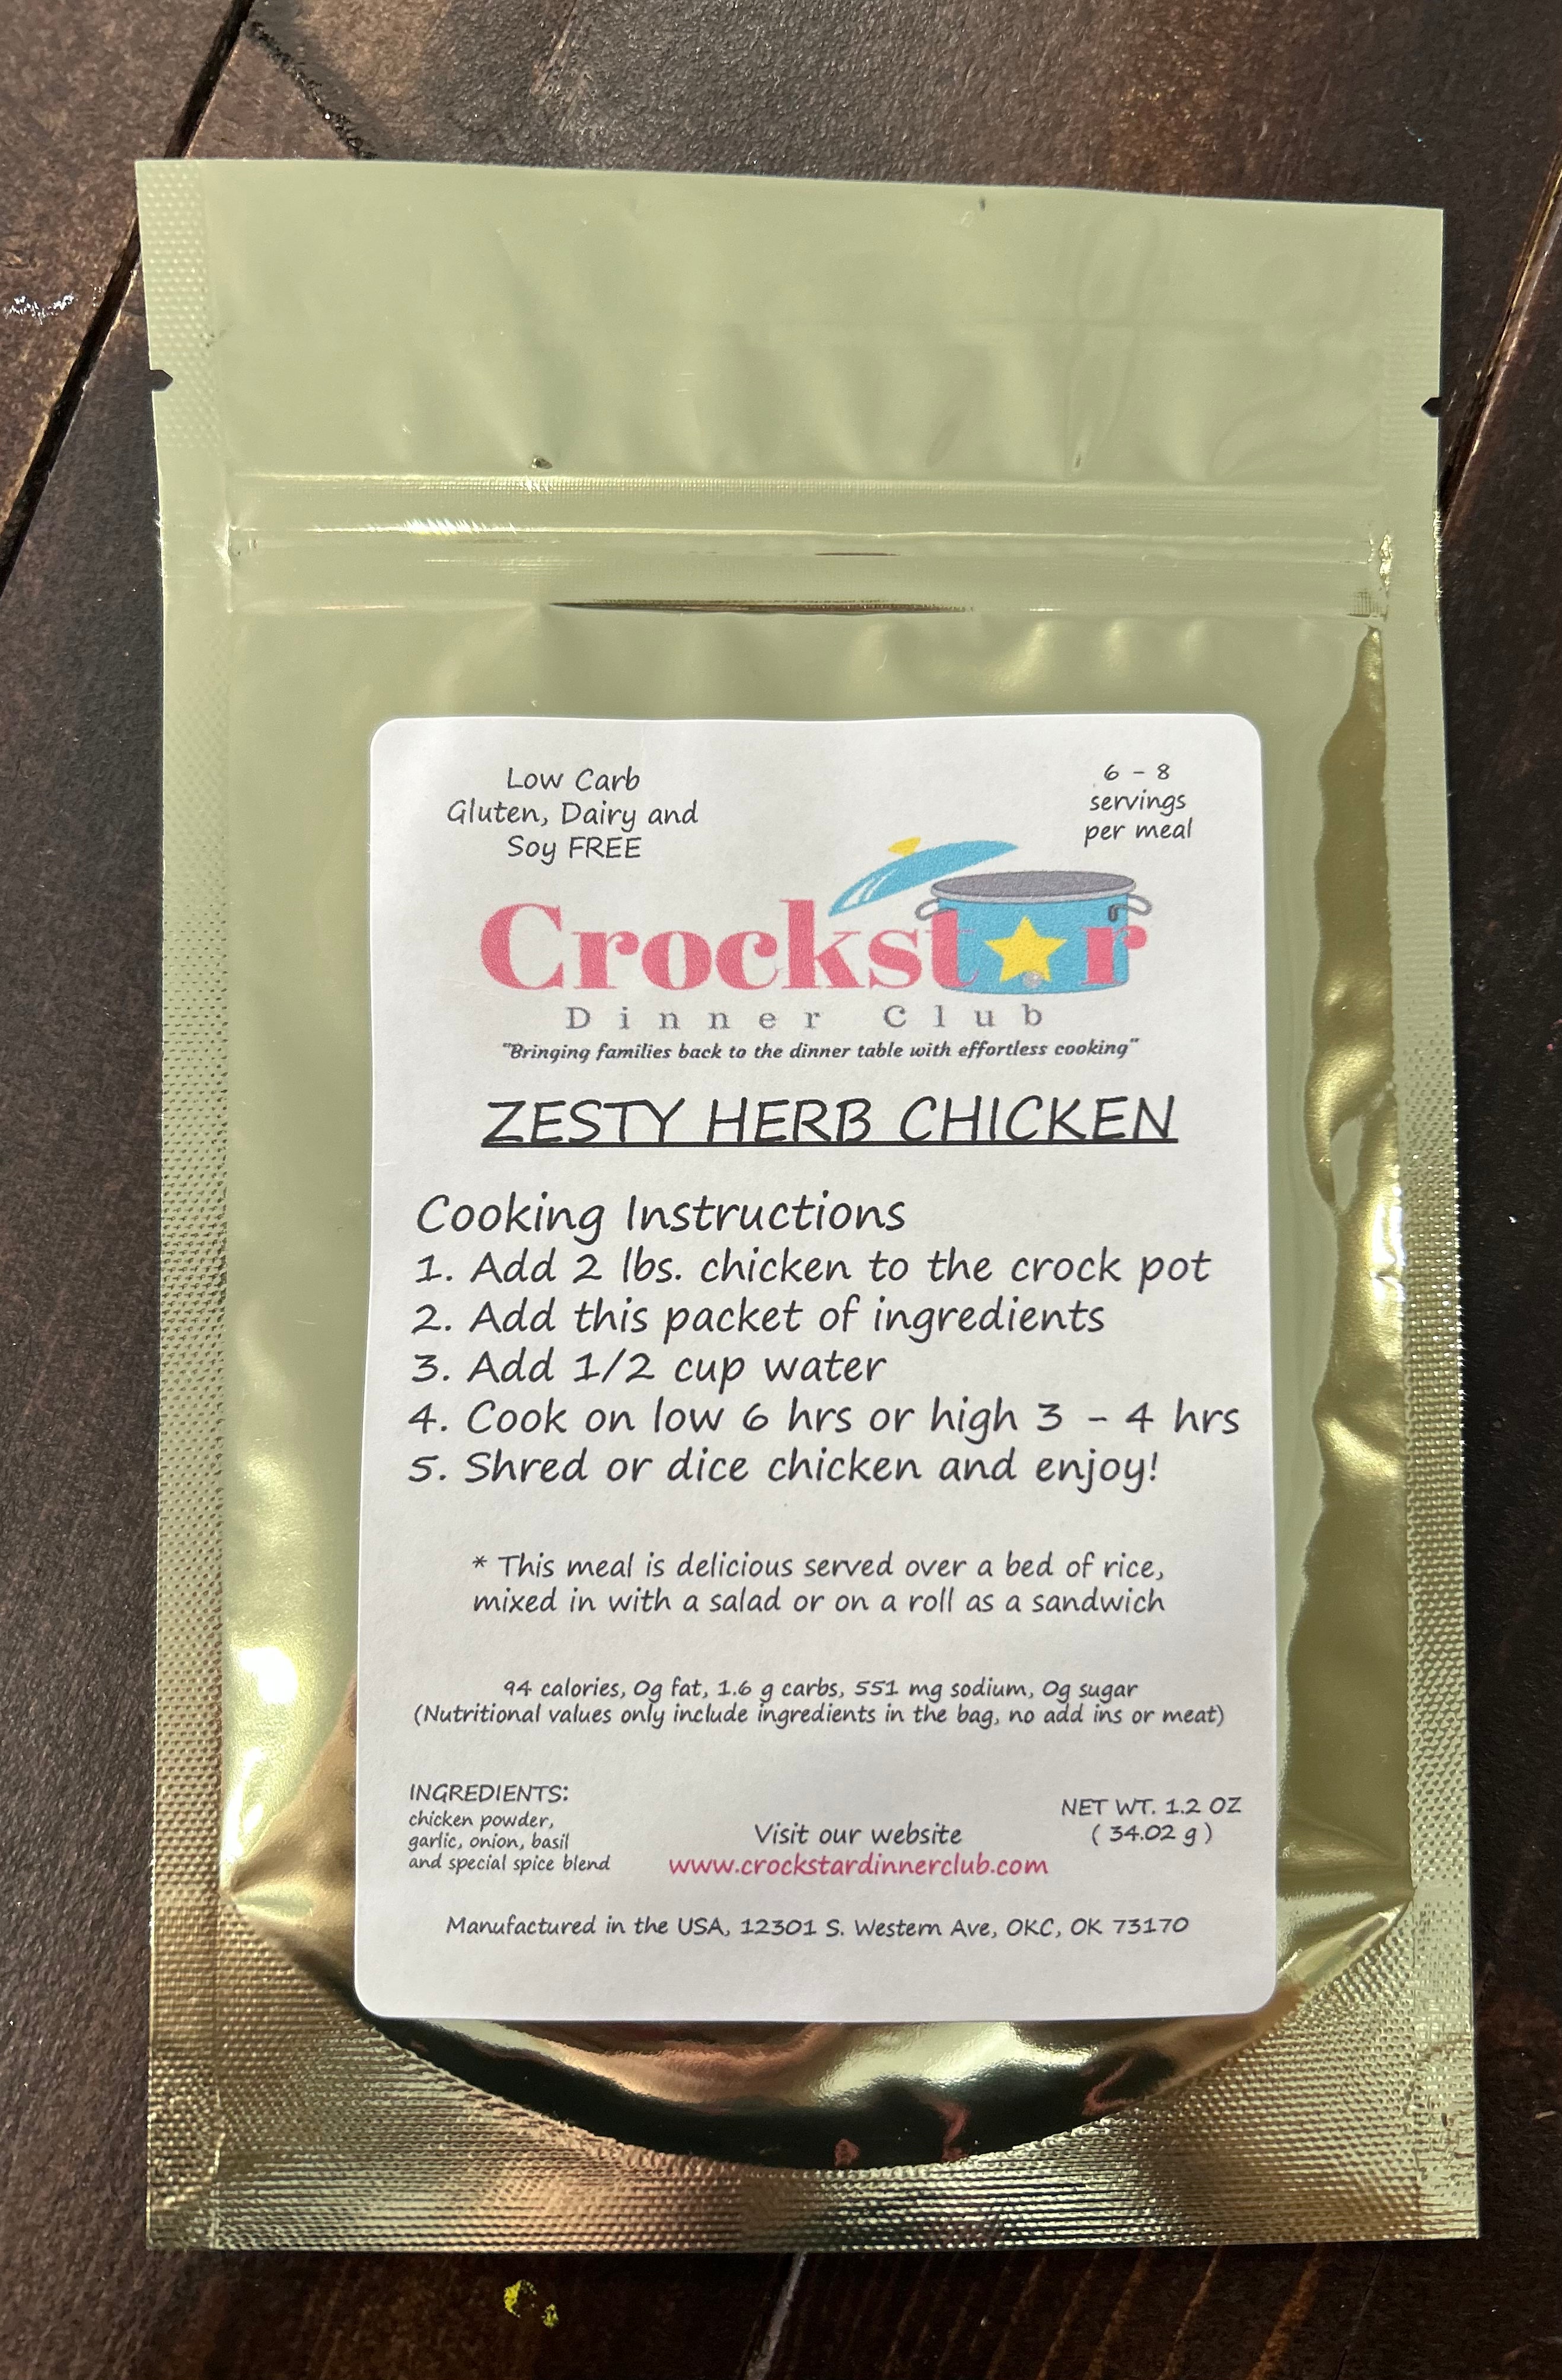 Low Carb
Gluten, Dairy and
Soy FREE
6 - 8
servings
per meal
Crockstar
Dinner Club
"Bringing families back to the dinner table with effortless cooking"
ZESTY HERB CHICKEN
Cooking Instructions
1. Add 2 lbs. chicken to the crock pot
2. Add this packet of ingredients
3. Add 1/2 cup water
4. Cook on low 6 hrs or high 3 - 4 hrs
5. Shred or dice chicken and enjoy!
* This meal is delicious served over a bed of rice,
mixed in with a salad or on a roll as a sandwich
94 calories, 0g fat, 1.6 g carbs, 551 mg sodium, 0g sugar
(Nutritional values only include ingredients in the bag, no add ins or meat)
INGREDIENTS:
chicken powder,
garlic, onion, basil
and special spice blend
Visit our website
www.crockstardinnerclub.com
NET WT. 1.2 OZ
( 34.02 g )
Manufactured in the USA, 12301 S. Western Ave, OKC, OK 73170